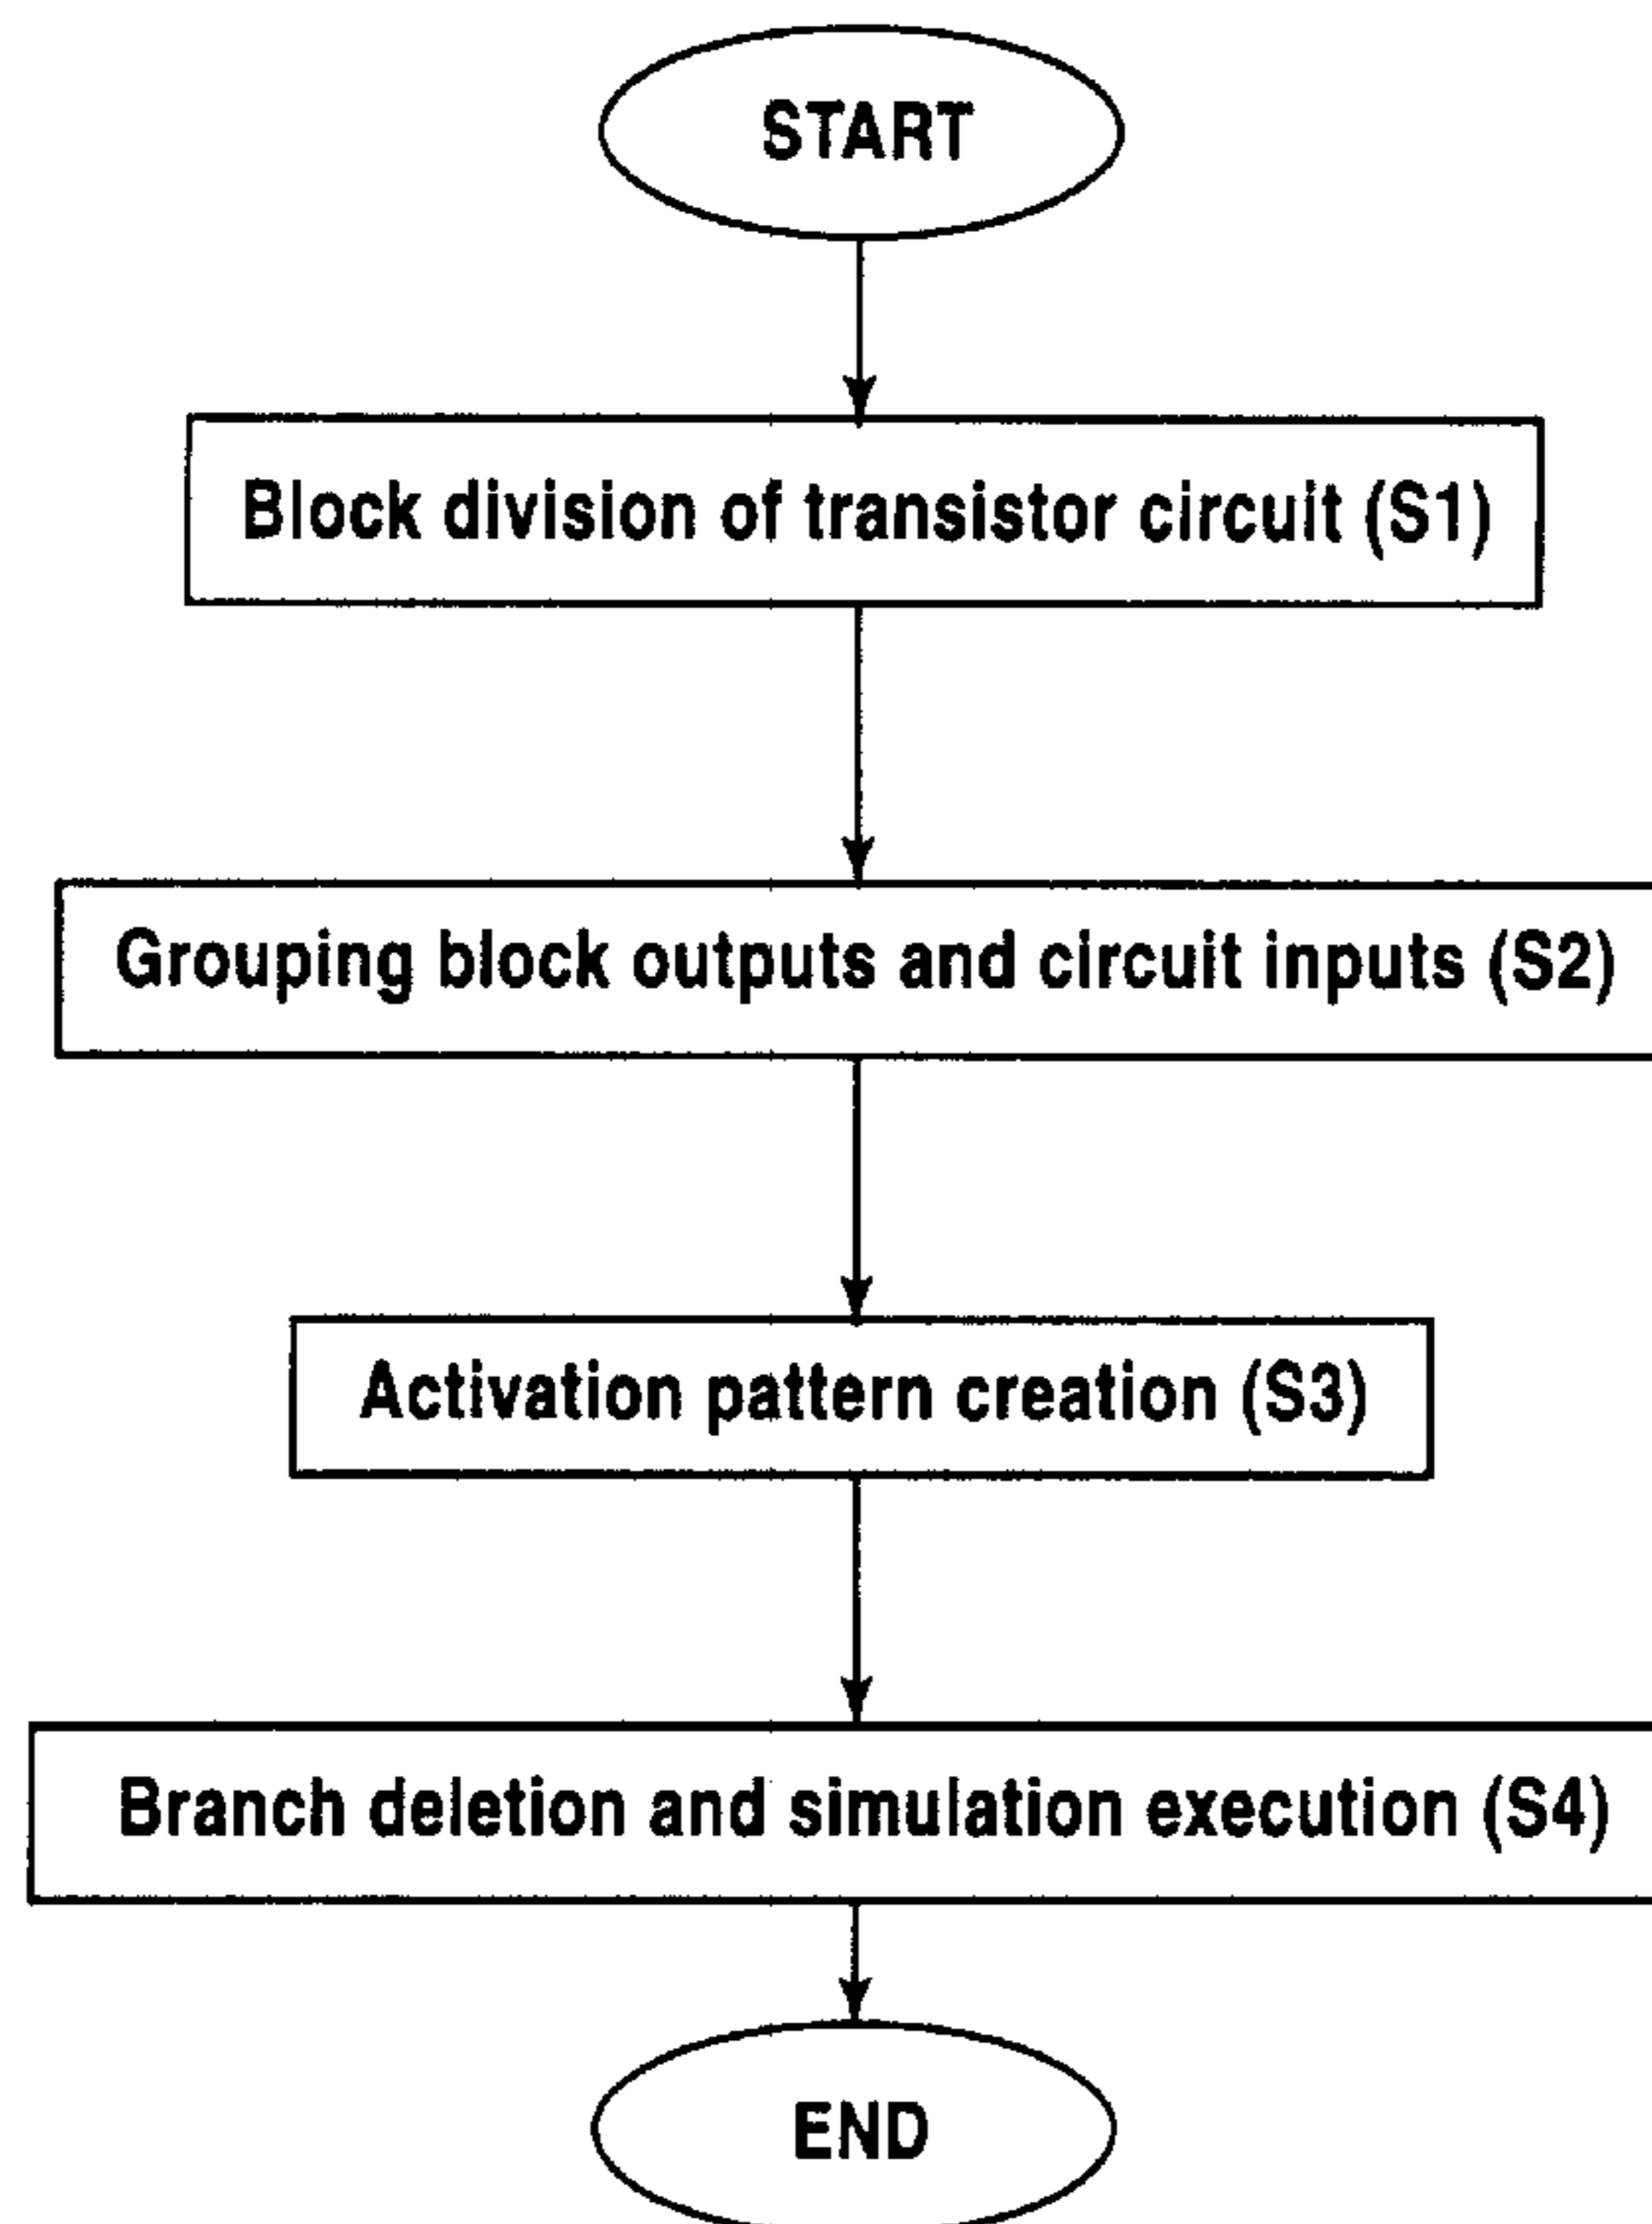 START
Block division of transistor circuit (S1)
Grouping block outputs and circuit inputs (S2)
Activation pattern creation (S3)
Branch deletion and simulation execution (S4)
END